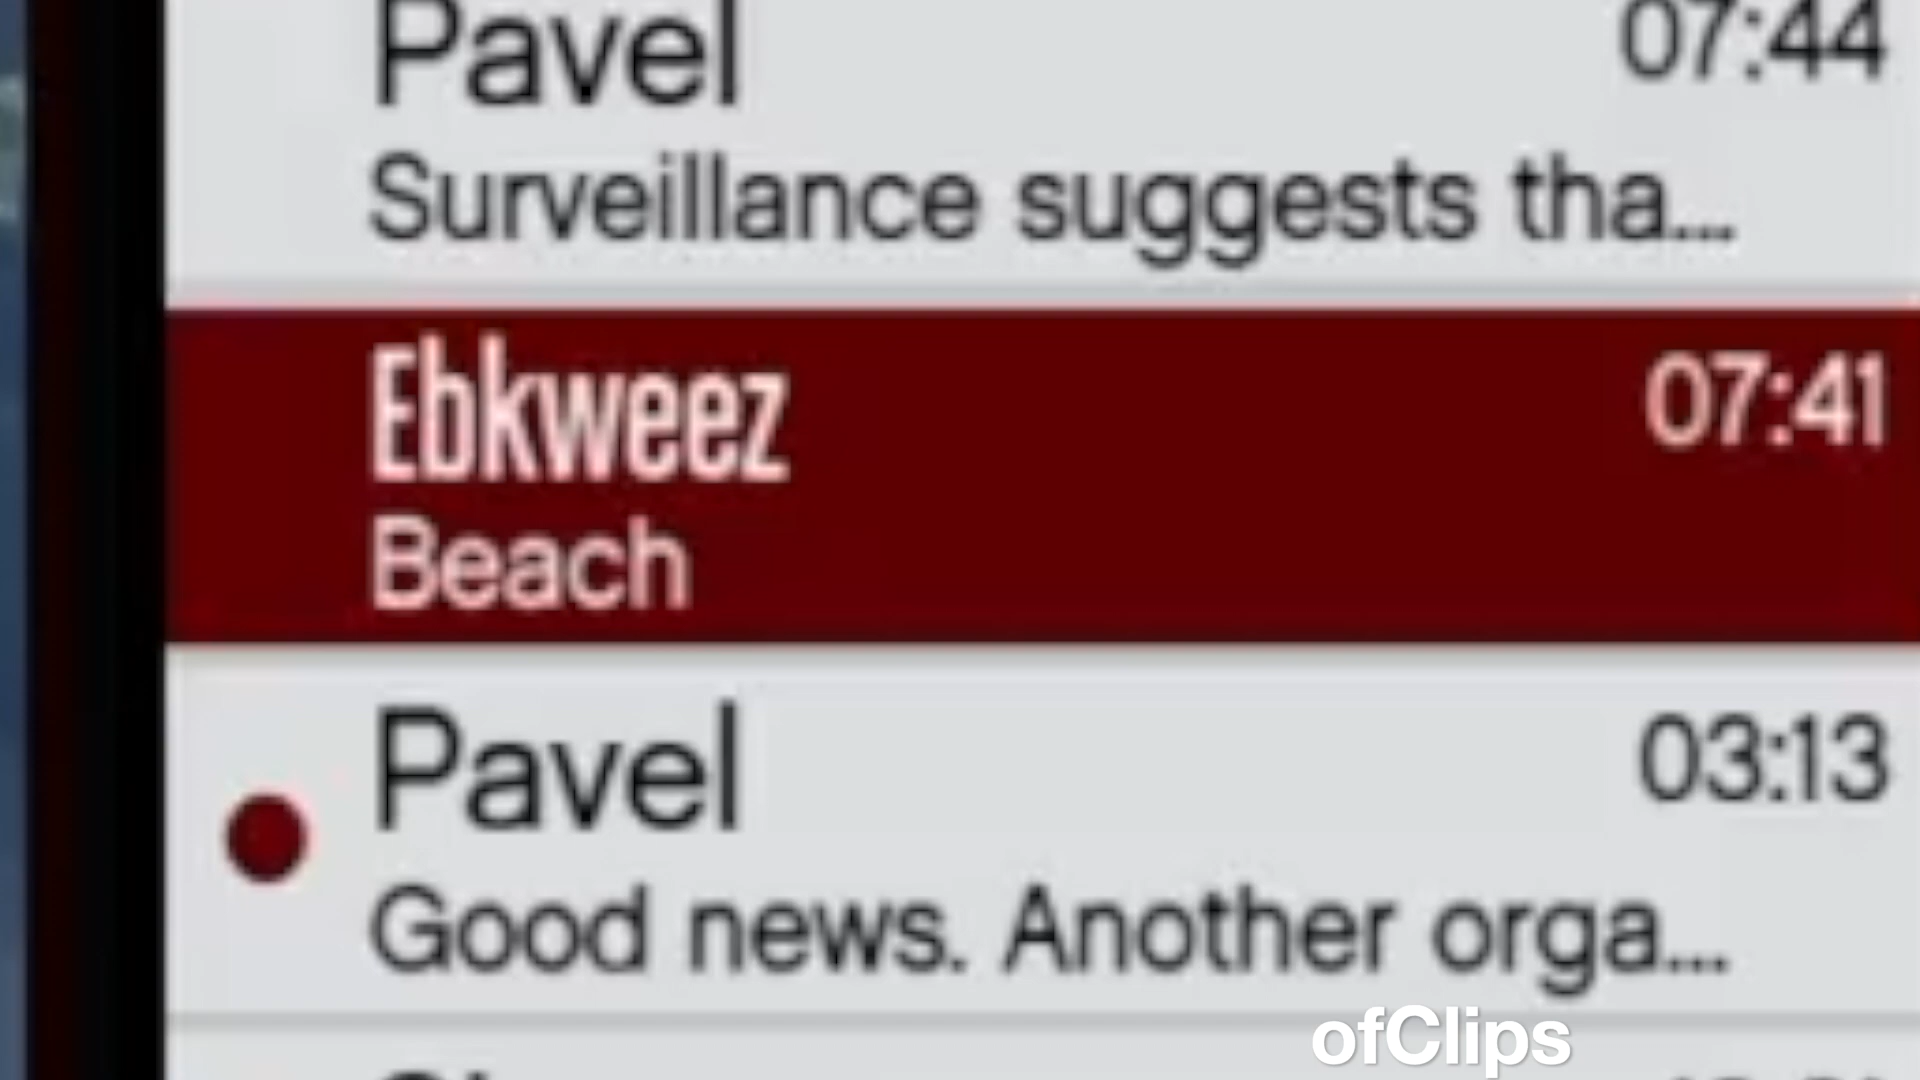 Pavel
07:44
Surveillance suggests tha...
Ebkweez
07:41
Beach
Pavel
03:13
Good news. Another orga...
ofClips